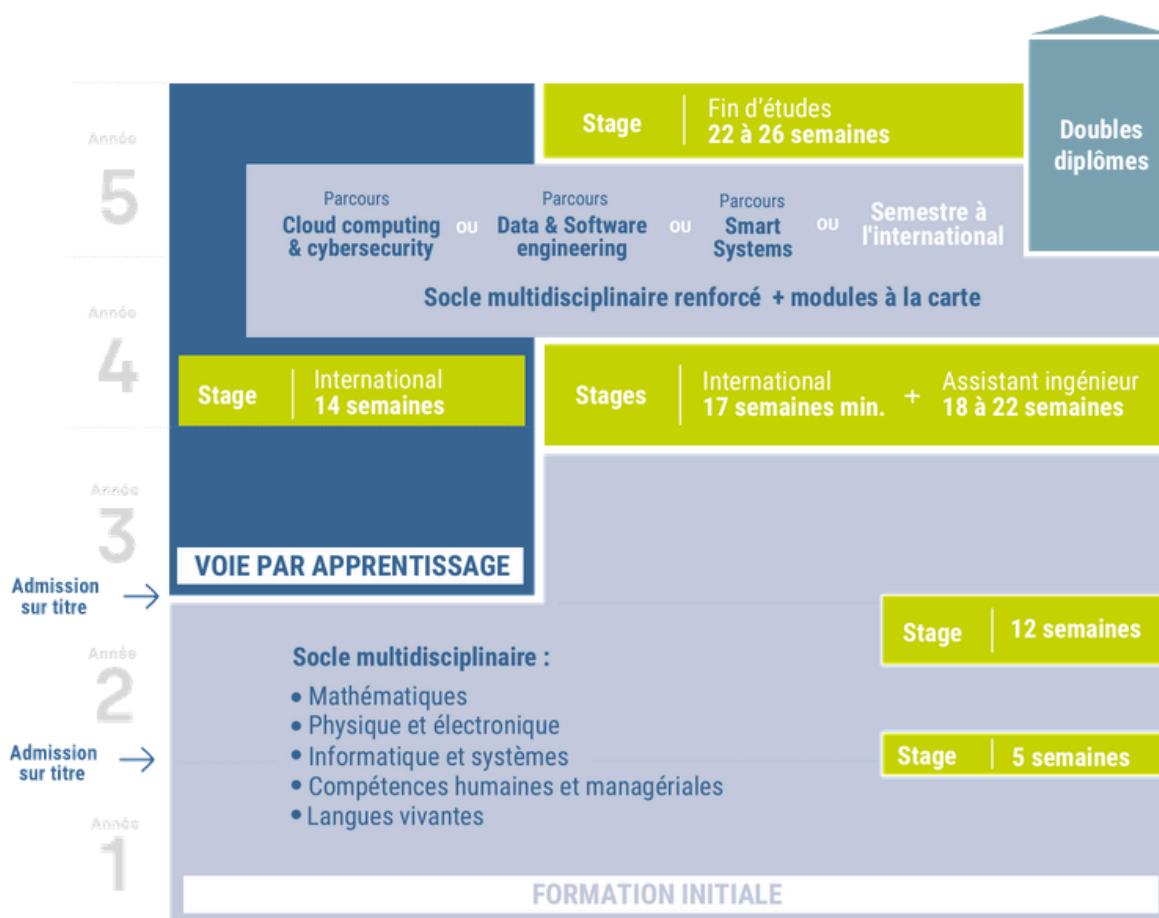 Doubles
diplômes
Année
5
Stage
Fin d'études
22 à 26 semaines
Parcours
Cloud computing
& cybersecurity
ou
Parcours
Data & Software
engineering
ou
Parcours
Smart
Systems
ou
Semestre à
l'international
Socle multidisciplinaire renforcé + modules à la carte
Année
4
Stage
International
14 semaines
Stages
International
17 semaines min.
+
Assistant ingénieur
18 à 22 semaines
Année
3
VOIE PAR APPRENTISSAGE
Admission
sur titre
Stage
12 semaines
Année
2
Socle multidisciplinaire :
• Mathématiques
• Physique et électronique
• Informatique et systèmes
• Compétences humaines et managériales
• Langues vivantes
Admission
sur titre
Stage
5 semaines
Année
1
FORMATION INITIALE